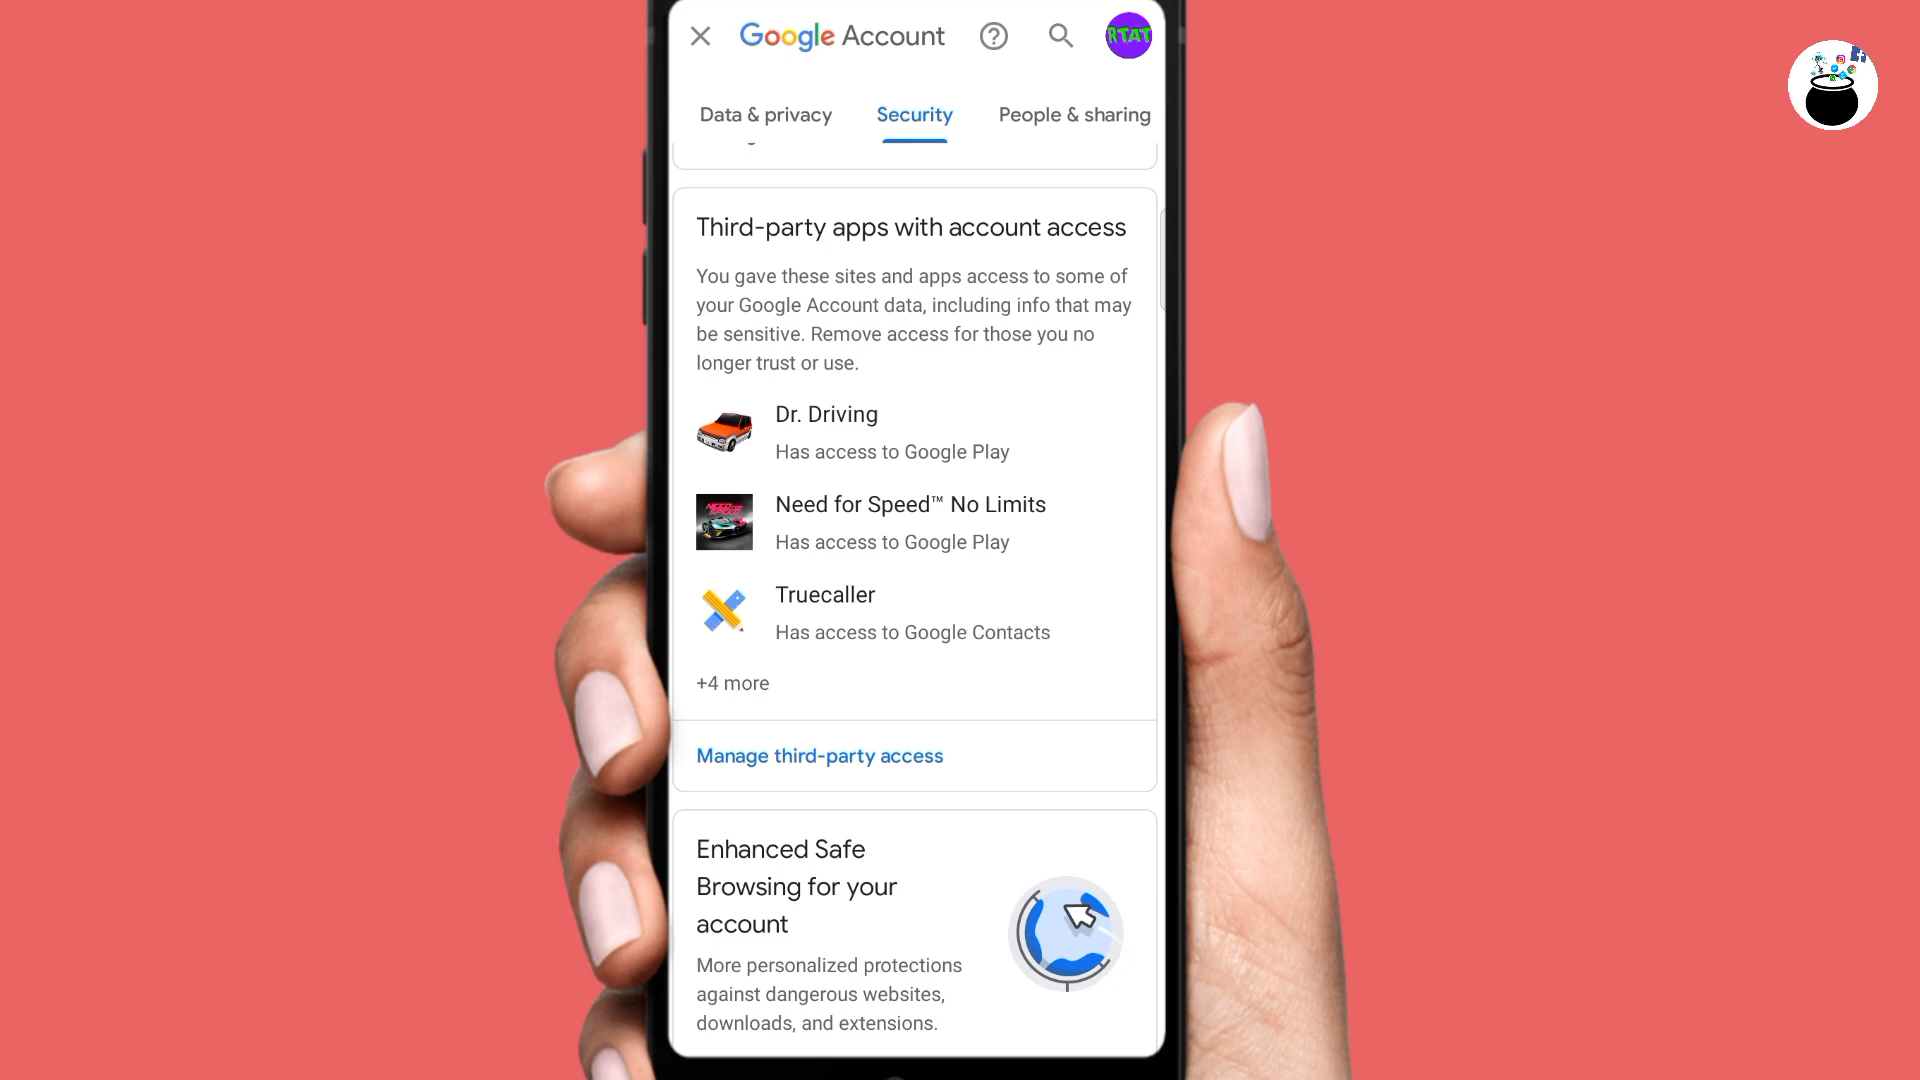 Google Account
RTAT
Data & privacy
Security
People & sharing
Third-party apps with account access
You gave these sites and apps access to some of
your Google Account data, including info that may
be sensitive. Remove access for those you no
longer trust or use.
Dr. Driving
Has access to Google Play
Need for Speed™ No Limits
Has access to Google Play
Truecaller
Has access to Google Contacts
+4 more
Manage third-party access
Enhanced Safe
Browsing for your
account
More personalized protections
against dangerous websites,
downloads, and extensions.